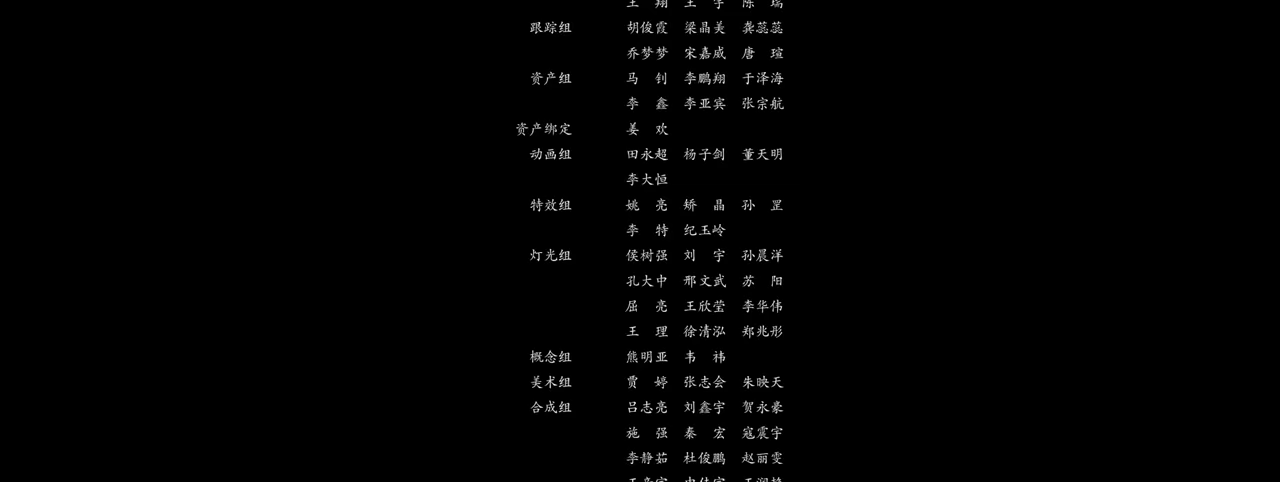 跟踪组 胡俊霞 梁晶美 龚蕊蕊
乔梦梦 宋嘉威 唐 瑄
资产组 马 钊 李鹏翔 于泽海
李 鑫 李亚宾 张宗航
资产绑定 姜 欢
动画组 田永超 杨子剑 董天明
李大恒
特效组 姚 亮 矫 晶 孙 罡
李 特 纪玉岭
灯光组 侯树强 刘 宇 孙晨洋
孔大中 邢文武 苏 阳
屈 亮 王欣莹 李华伟
王 理 徐清泓 郑兆彤
概念组 熊明亚 韦 祎
美术组 贾 婷 张志会 朱映天
合成组 吕志亮 刘鑫宇 贺永豪
施 强 秦 宏 寇震宇
李静茹 杜俊鹏 赵丽雯